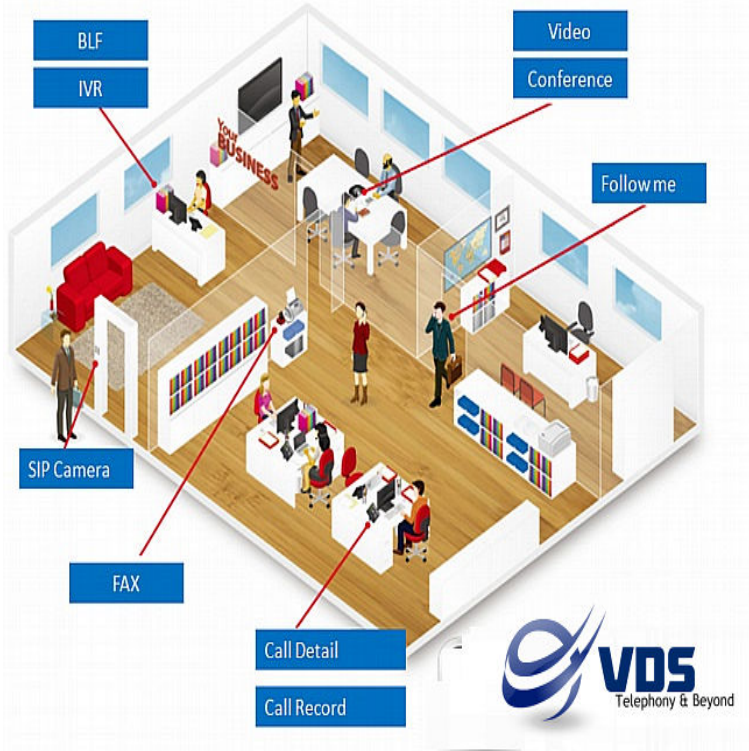 BLF
IVR
Video
Conference
Follow me
Your
BUSINESS
SIP Camera
FAX
Call Detail
Call Record
VDS
Telephony & Beyond